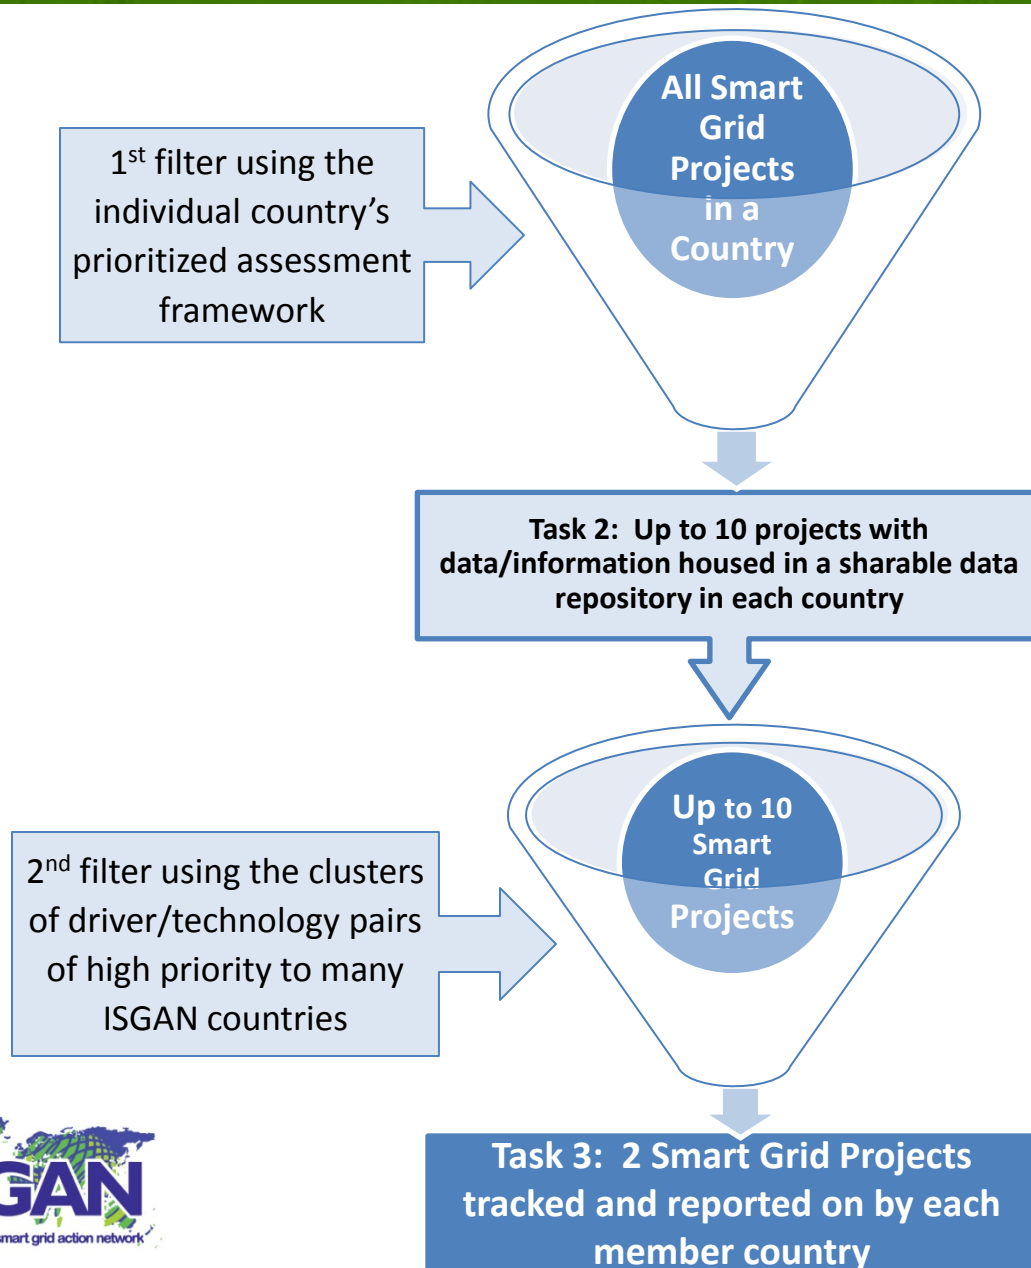 All Smart
Grid
Projects
in a
Country
1st filter using the
individual country's
prioritized assessment
framework
Task 2:  Up to 10 projects with
data/information housed in a sharable data
repository in each country
Up to 10
Smart
Grid
Projects
2nd filter using the clusters
of driver/technology pairs
of high priority to many
ISGAN countries
GAN
smart grid action network
Task 3:  2 Smart Grid Projects
tracked and reported on by each
member country